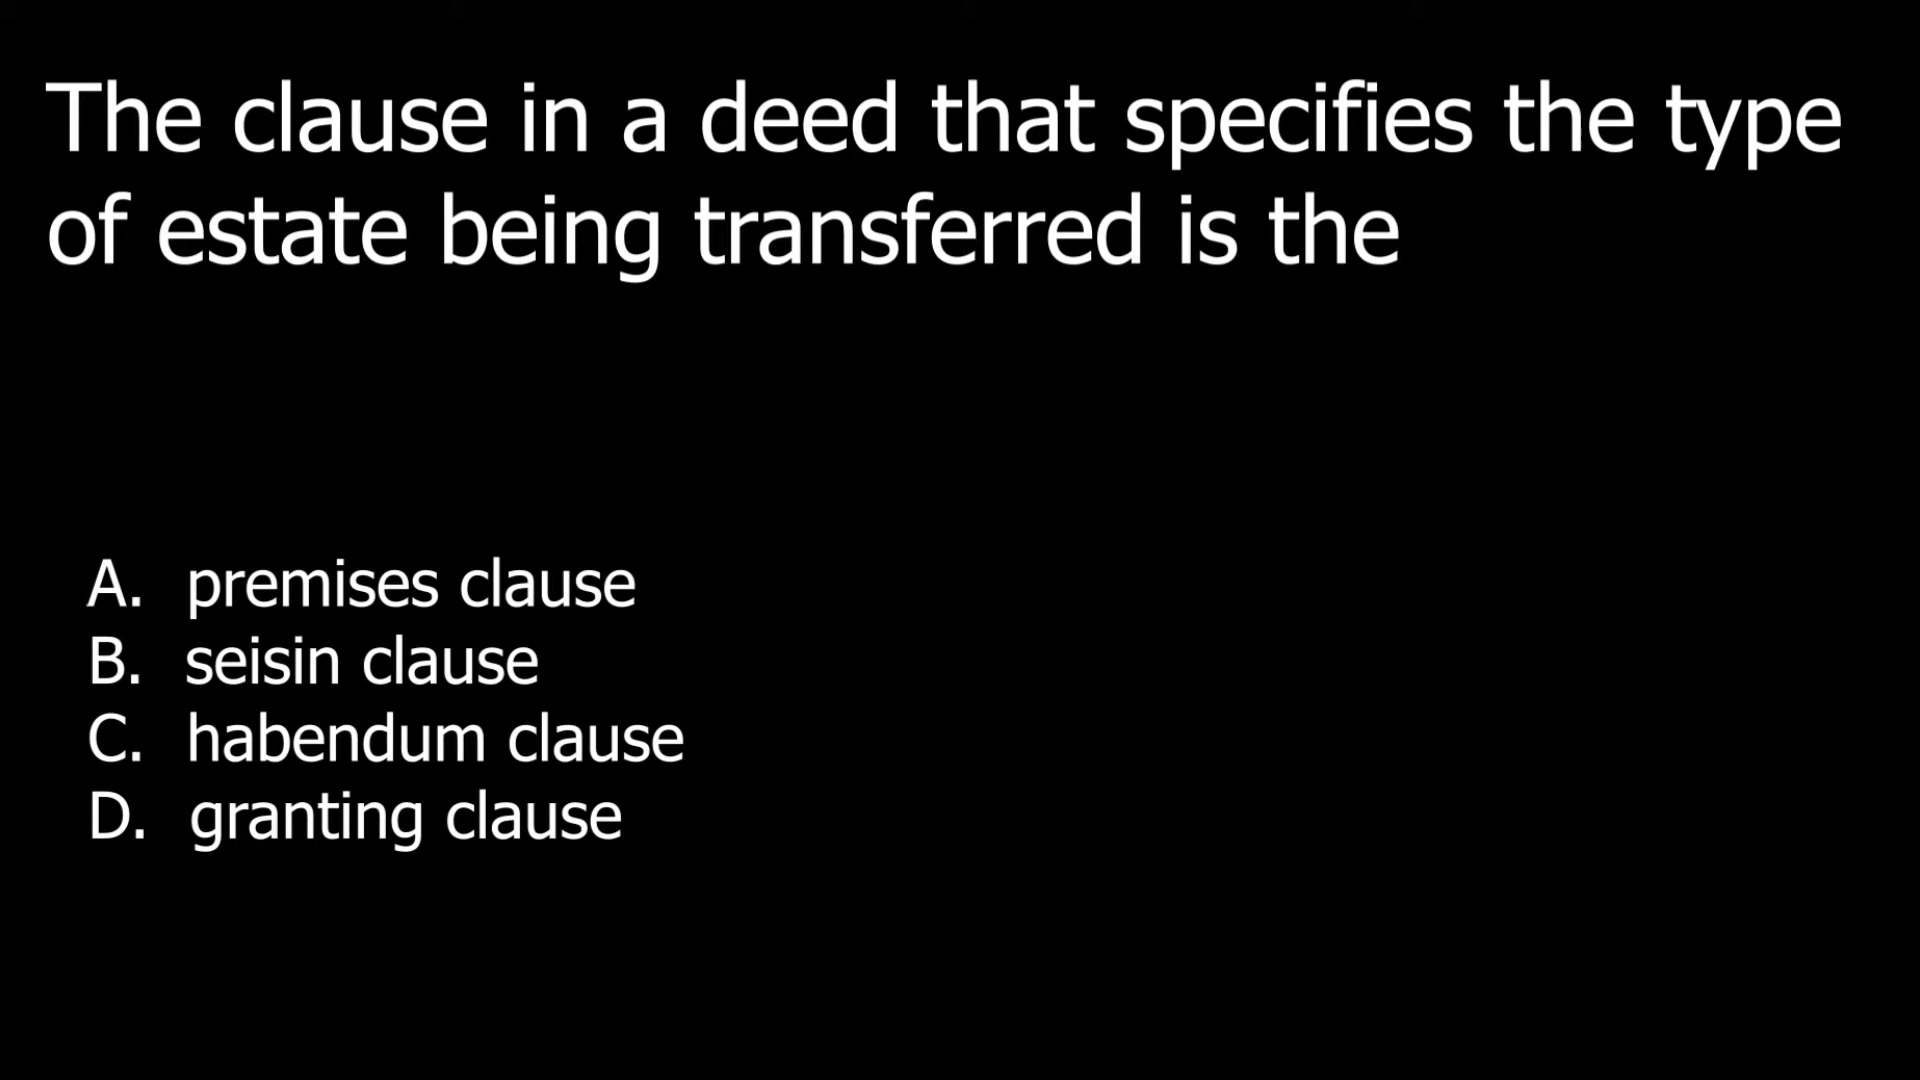 The clause in a deed that specifies the type
of estate being transferred is the
A. premises clause
B. seisin clause
C. habendum clause
D. granting clause